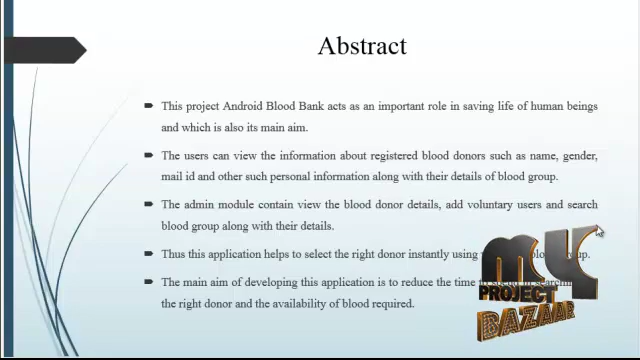 Abstract
This project Android Blood Bank acts as an important role in saving life of human beings
and which is also its main aim.
The users can view the information about registered blood donors such as name, gender,
mail id and other such personal information along with their details of blood group.
The admin module contain view the blood donor details, add voluntary users and search
blood group along with their details.
Thus this application helps to select the right donor instantly using
The main aim of developing this application is to reduce the time
the right donor and the availability of blood required.
MY
PROJECT
BAZAAR